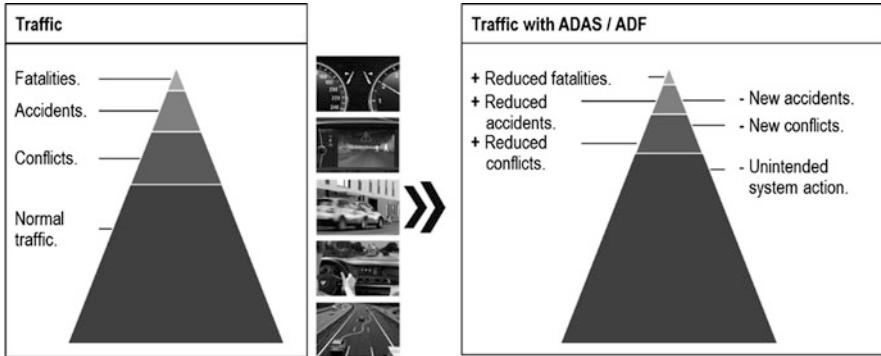 Traffic
Fatalities.
Accidents.
Conflicts.
Normal
traffic.
Traffic with ADAS / ADF
+ Reduced fatalities.
+ Reduced
accidents.
+ Reduced
conflicts.
- New accidents.
- New conflicts.
- Unintended
system action.